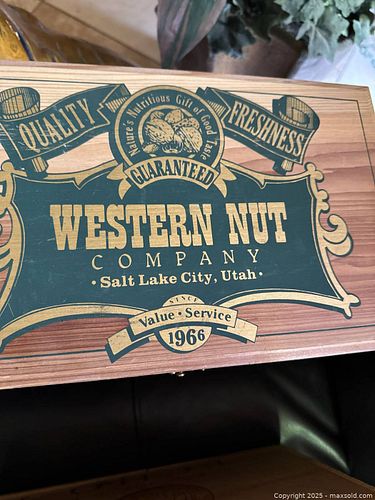 QUALITY
Nature's Nutritious Gift of Good Taste
FRESHNESS
GUARANTEED
WESTERN NUT
COMPANY
• Salt Lake City, Utah •
SINCE
Value • Service
1966
Copyright 2025 - maxsold.com